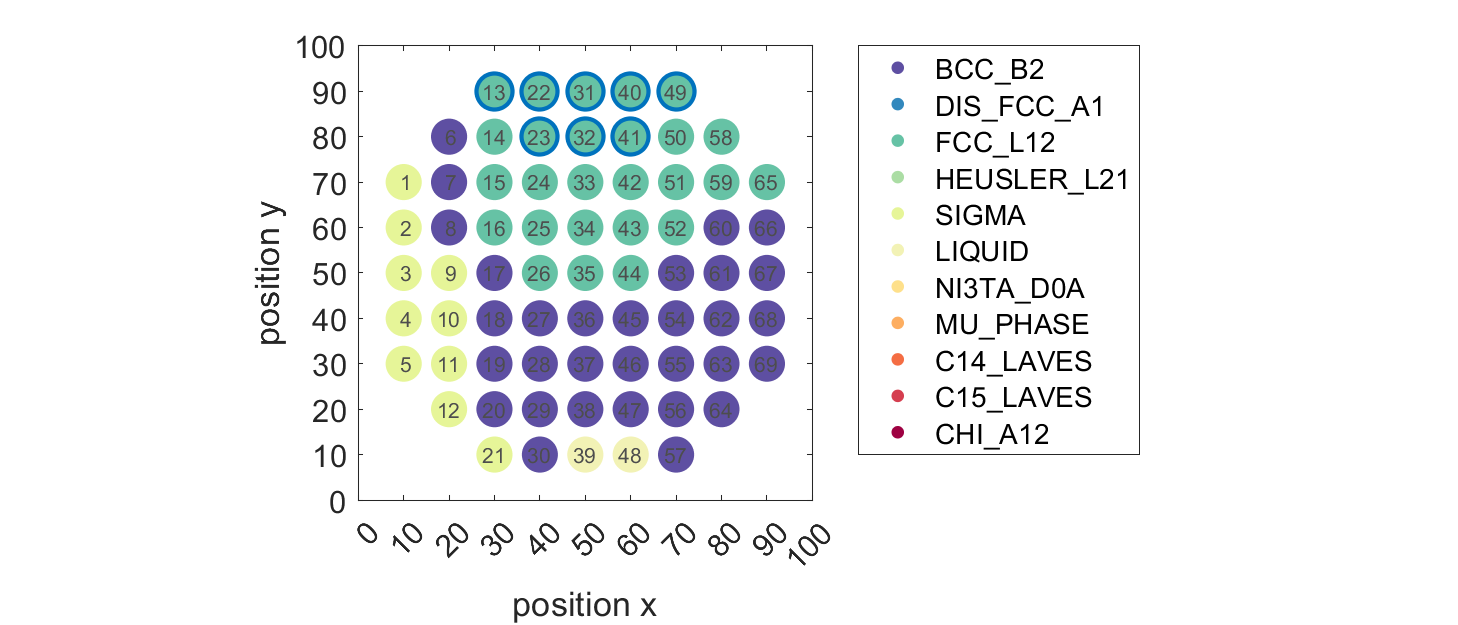 100
90
80
70
60
50
40
30
20
10
0
position y
13 22 31 40 49
6 14 23 32 41 50 58
1 7 15 24 33 42 51 59 65
2 8 16 25 34 43 52 60 66
3 9 17 26 35 44 53 61 67
4 10 18 27 36 45 54 62 68
5 11 19 28 37 46 55 63 69
12 20 29 38 47 56 64
21 30 39 48 57
0 10 20 30 40 50 60 70 80 90 100
position x
BCC_B2
DIS_FCC_A1
FCC_L12
HEUSLER_L21
SIGMA
LIQUID
NI3TA_D0A
MU_PHASE
C14_LAVES
C15_LAVES
CHI_A12